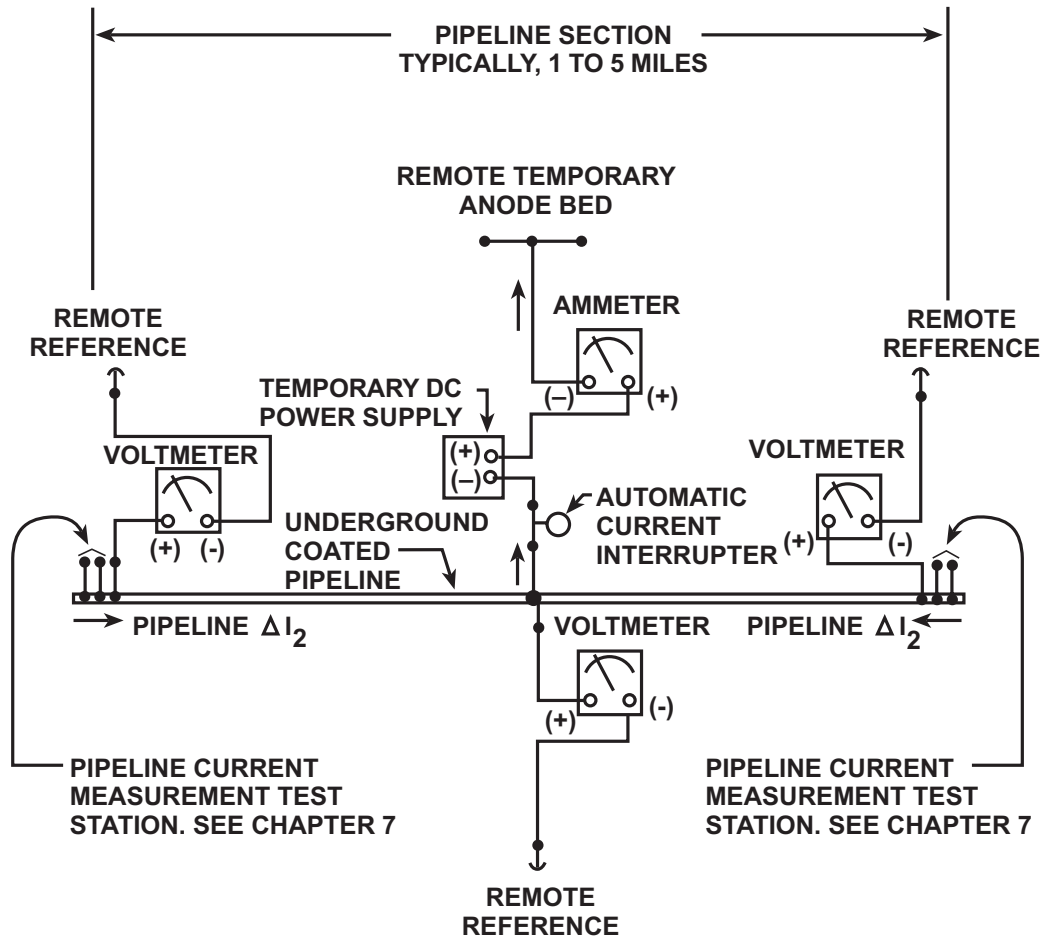 PIPELINE SECTION
TYPICALLY, 1 TO 5 MILES
REMOTE TEMPORARY
ANODE BED
AMMETER
(–)
(+)
REMOTE
REFERENCE
REMOTE
REFERENCE
TEMPORARY DC
POWER SUPPLY
(+)
(–)
VOLTMETER
(+) (-)
VOLTMETER
(+)
(-)
UNDERGROUND
COATED
PIPELINE
AUTOMATIC
CURRENT
INTERRUPTER
PIPELINE Δ I2
VOLTMETER
PIPELINE Δ I2
(+)
(-)
PIPELINE CURRENT
MEASUREMENT TEST
STATION. SEE CHAPTER 7
PIPELINE CURRENT
MEASUREMENT TEST
STATION. SEE CHAPTER 7
REMOTE
REFERENCE